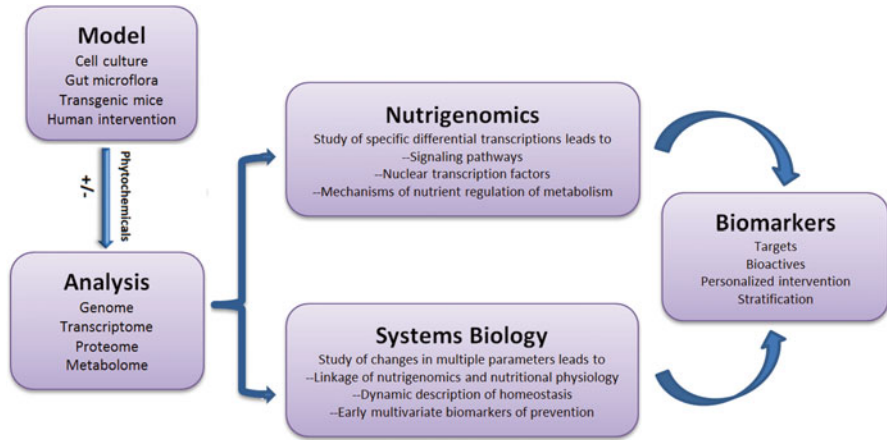 Model
Cell culture
Gut microflora
Transgenic mice
Human intervention
Phytochemicals
+/-
Analysis
Genome
Transcriptome
Proteome
Metabolome
Nutrigenomics
Study of specific differential transcriptions leads to
--Signaling pathways
--Nuclear transcription factors
--Mechanisms of nutrient regulation of metabolism
Systems Biology
Study of changes in multiple parameters leads to
--Linkage of nutrigenomics and nutritional physiology
--Dynamic description of homeostasis
--Early multivariate biomarkers of prevention
Biomarkers
Targets
Bioactives
Personalized intervention
Stratification